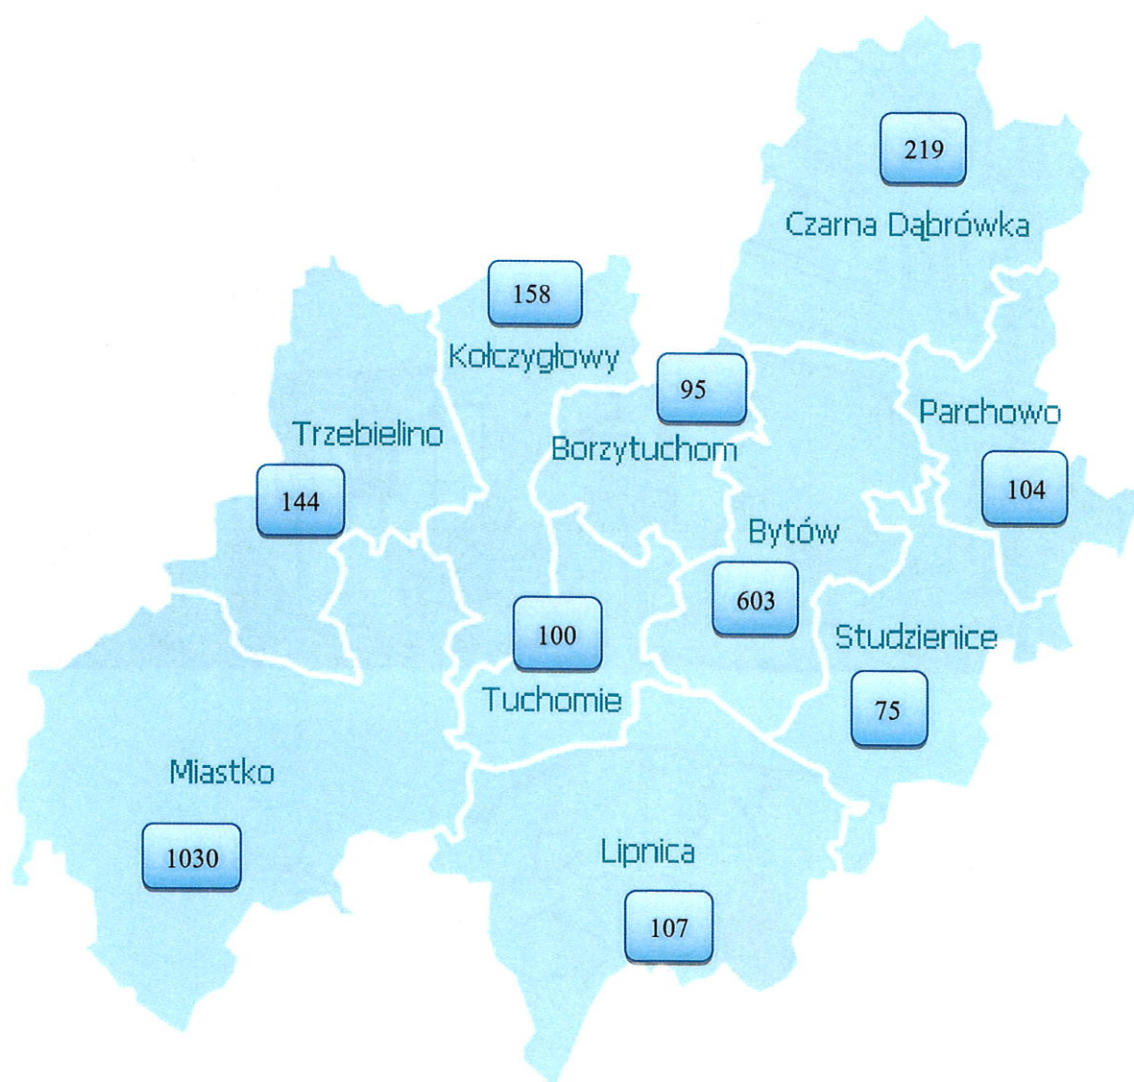 219
Czarna Dąbrówka
158
Kołczygłowy
95
Borzytuchom
Parchowo
104
Trzebielino
144
Bytów
603
100
Tuchomie
Studzienice
75
Miastko
1030
Lipnica
107